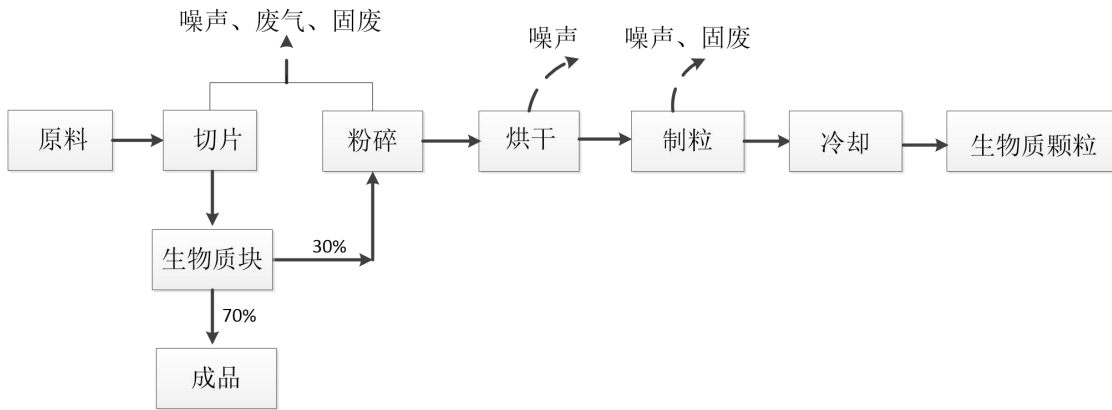 噪声、废气、固废
噪声
噪声、固废
原料
切片
粉碎
烘干
制粒
冷却
生物质颗粒
生物质块
30%
70%
成品